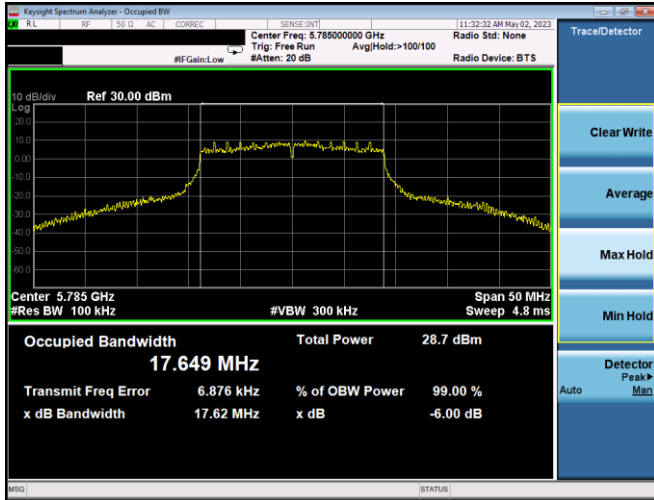 Keysight Spectrum Analyzer - Occupied BW
RL RF 50 Ω AC CORREC SENSE:INT 11:32:32 AM May 02, 2023
Center Freq: 5.785000000 GHz Radio Std: None
Trig: Free Run Avg|Hold:>100/100
#IFGain:Low #Atten: 20 dB Radio Device: BTS
Trace/Detector
10 dB/div Ref 30.00 dBm
Log
20.0
10.0
0.00
-10.0
-20.0
-30.0
-40.0
-50.0
-60.0
Center 5.785 GHz Span 50 MHz
#Res BW 100 kHz #VBW 300 kHz Sweep 4.8 ms
Occupied Bandwidth Total Power 28.7 dBm
17.649 MHz
Transmit Freq Error 6.876 kHz % of OBW Power 99.00 %
x dB Bandwidth 17.62 MHz x dB -6.00 dB
Clear Write
Average
Max Hold
Min Hold
Detector
Peak▶
Auto Man
MSG STATUS